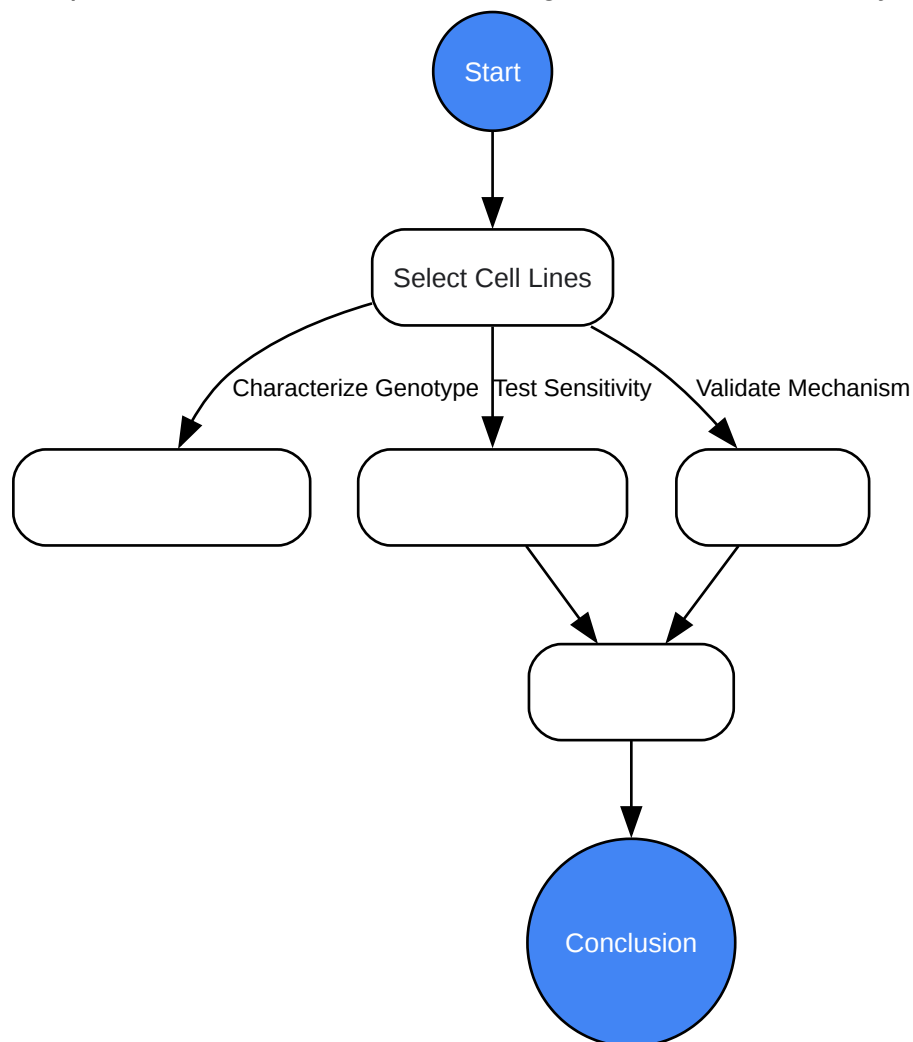 Start
Select Cell Lines
Characterize Genotype
Test Sensitivity
Validate Mechanism
Conclusion